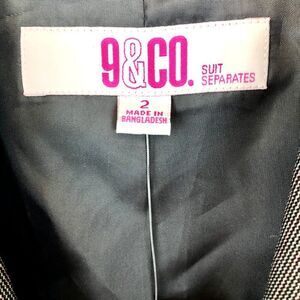 9&CO. SUIT SEPARATES
2
MADE IN
BANGLADESH